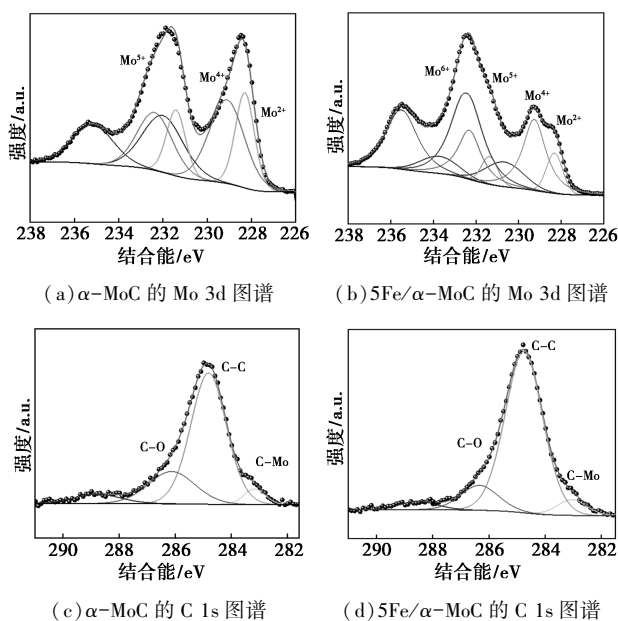 Mo⁵⁺
Mo⁴⁺
Mo²⁺
强度/a.u.
238 236 234 232 230 228 226
结合能/eV
(a)α-MoC 的 Mo 3d 图谱
Mo⁶⁺
Mo⁵⁺
Mo⁴⁺
Mo²⁺
强度/a.u.
238 236 234 232 230 228 226
结合能/eV
(b)5Fe/α-MoC 的 Mo 3d 图谱
C-C
C-O
C-Mo
强度/a.u.
290 288 286 284 282
结合能/eV
(c)α-MoC 的 C 1s 图谱
C-C
C-O
C-Mo
强度/a.u.
290 288 286 284 282
结合能/eV
(d)5Fe/α-MoC 的 C 1s 图谱